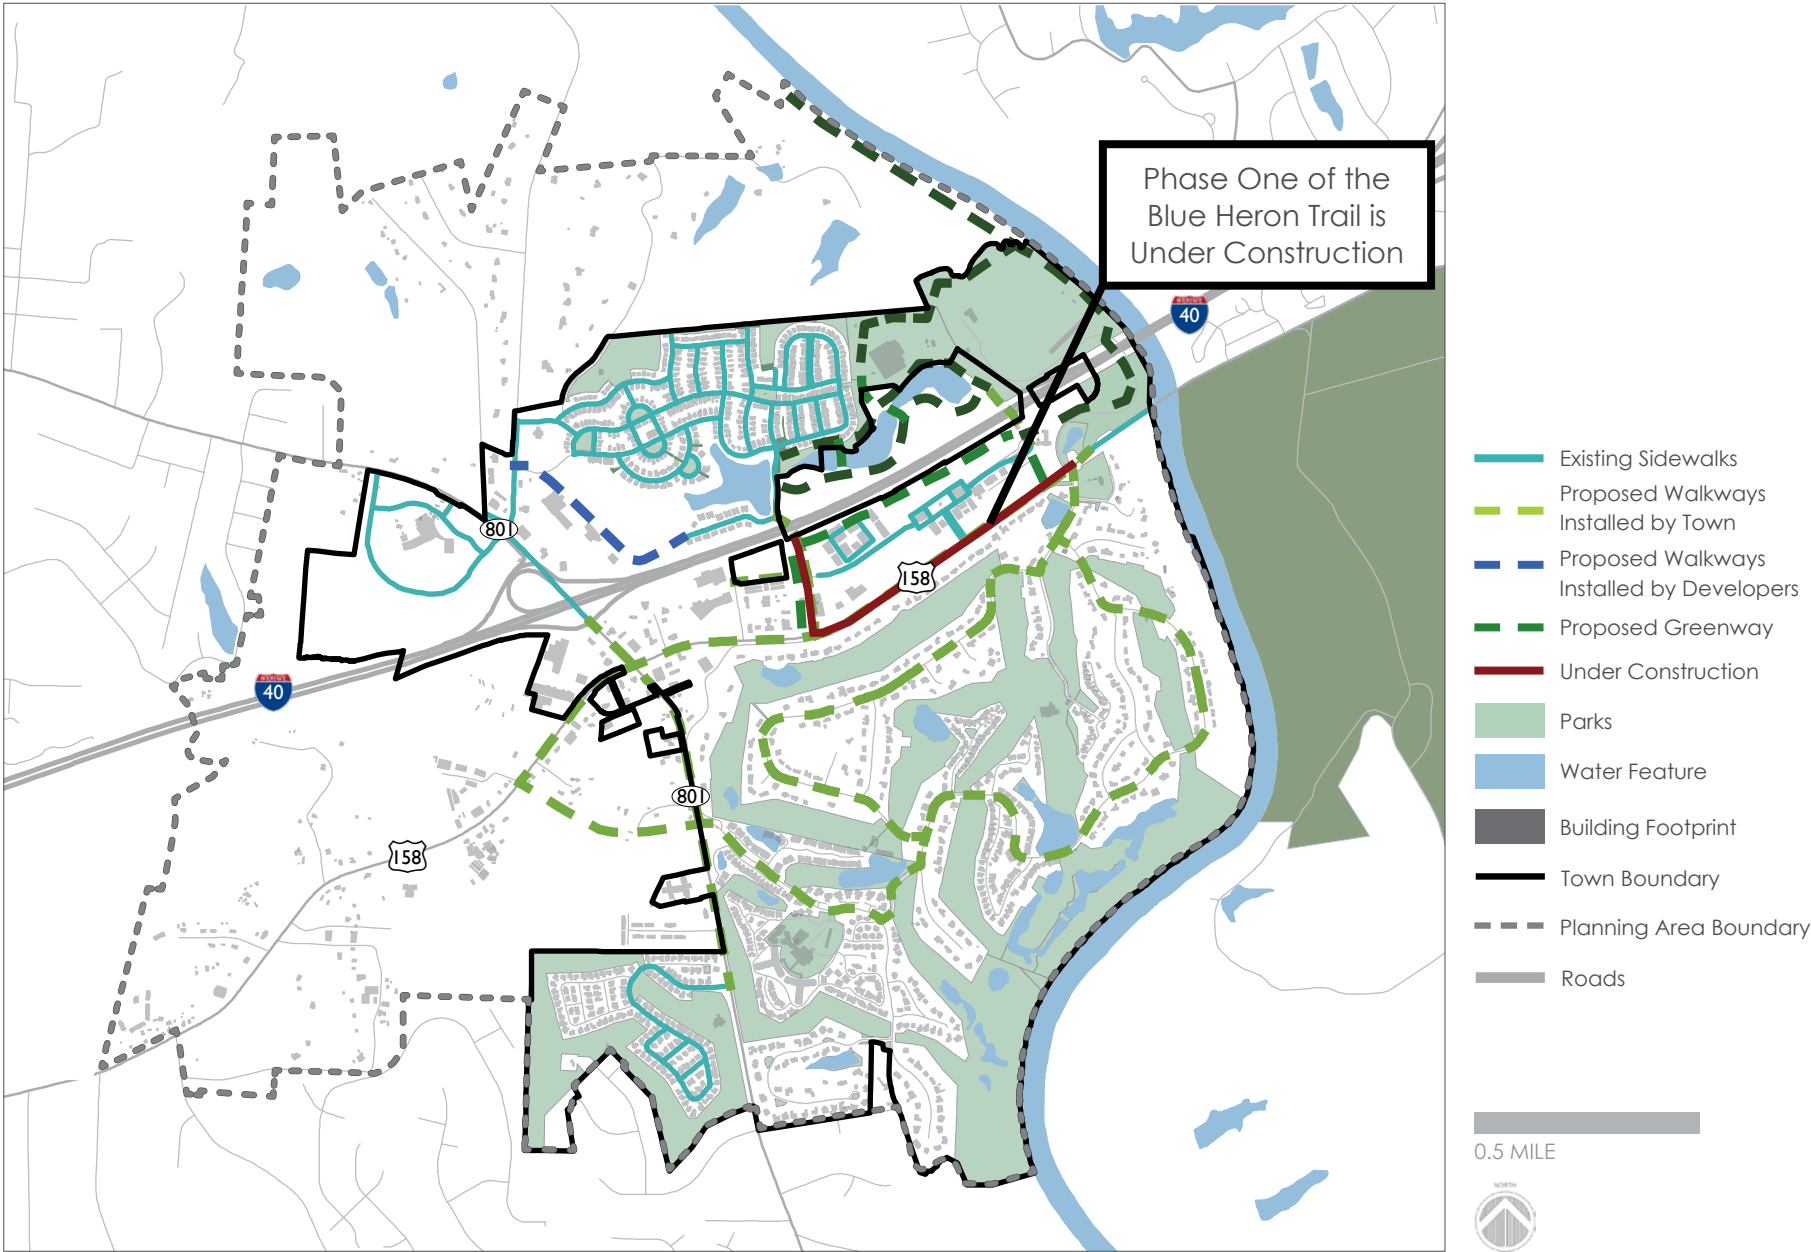 Phase One of the
Blue Heron Trail is
Under Construction
40
801
158
40
801
158
Existing Sidewalks
Proposed Walkways
Installed by Town
Proposed Walkways
Installed by Developers
Proposed Greenway
Under Construction
Parks
Water Feature
Building Footprint
Town Boundary
Planning Area Boundary
Roads
0.5 MILE
NORTH